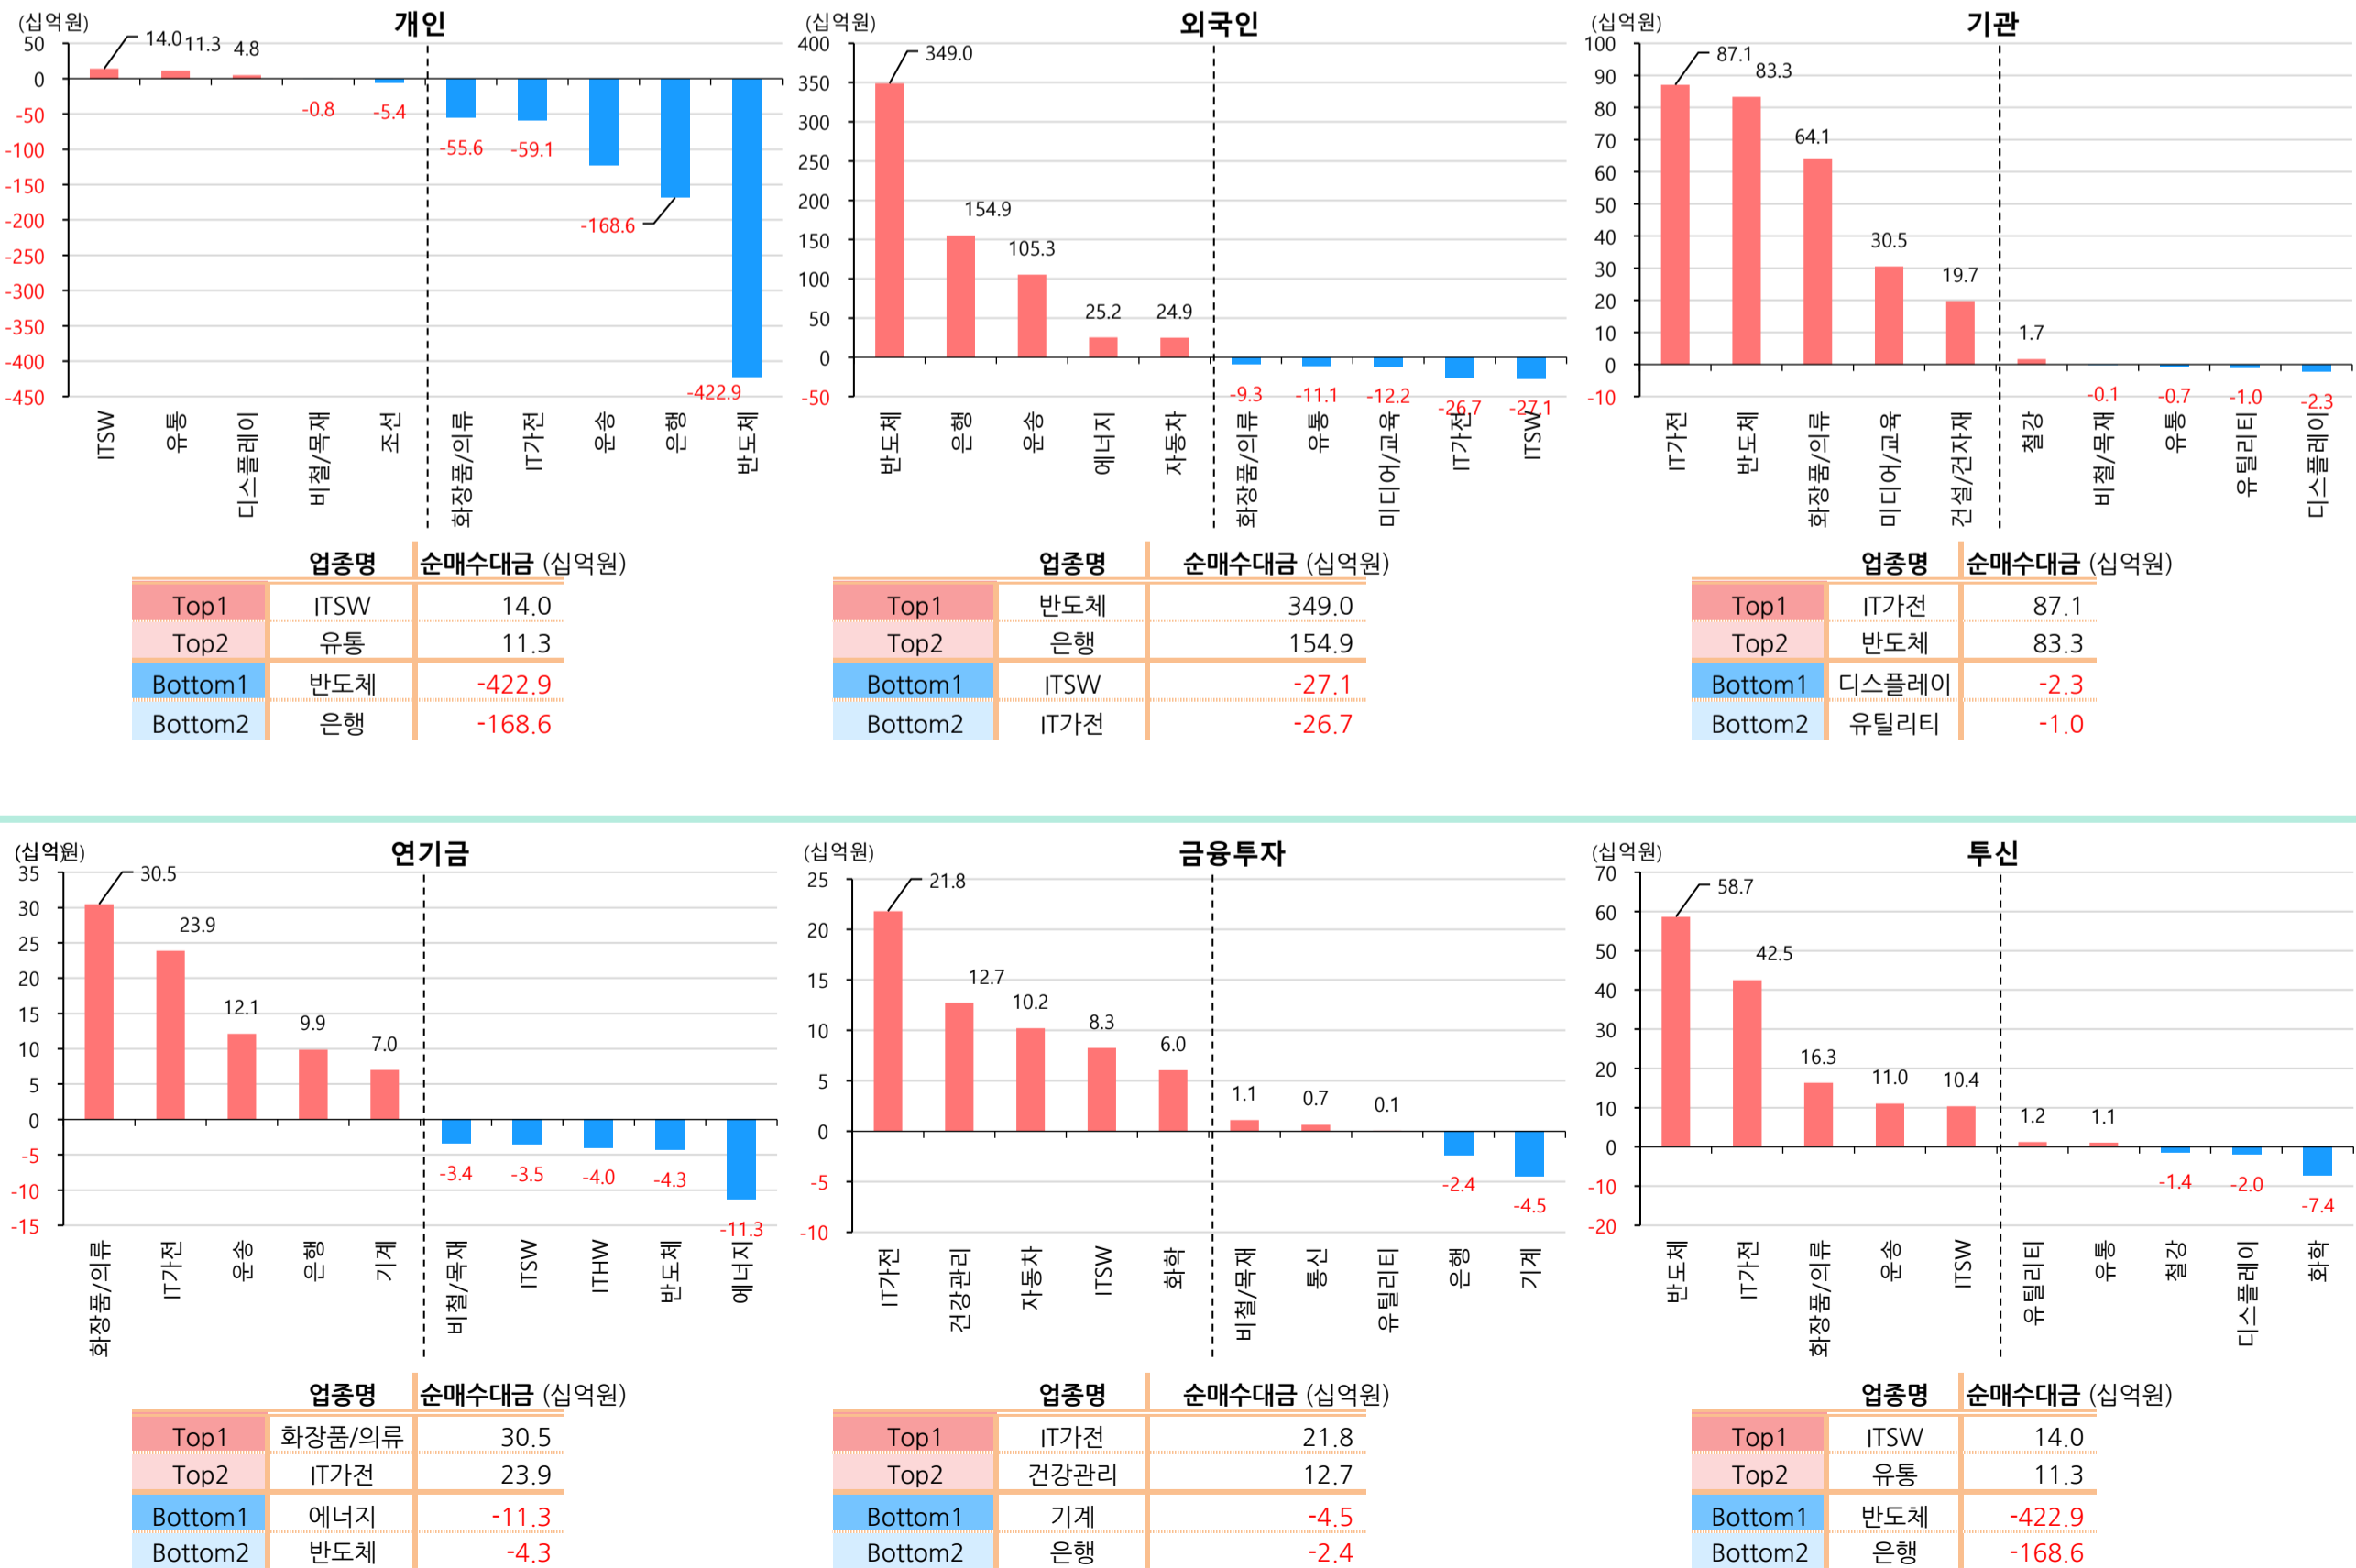 (십억원) 개인
50
0
-50
-100
-150
-200
-250
-300
-350
-400
-450
14.0 11.3 4.8
-0.8 -5.4 -55.6 -59.1 -168.6 -422.9
ITSW 유통 디스플레이 비철/목재 조선 화장품/의류 IT가전 운송 은행 반도체
업종명 순매수대금 (십억원)
Top1 ITSW 14.0
Top2 유통 11.3
Bottom1 반도체 -422.9
Bottom2 은행 -168.6
(십억원) 외국인
400
350
300
250
200
150
100
50
0
-50
349.0 154.9 105.3 25.2 24.9
-9.3 -11.1 -12.2 -26.7 -27.1
반도체 은행 운송 에너지 자동차 화장품/의류 유통 미디어/교육 IT가전 ITSW
업종명 순매수대금 (십억원)
Top1 반도체 349.0
Top2 은행 154.9
Bottom1 ITSW -27.1
Bottom2 IT가전 -26.7
(십억원) 기관
100
90
80
70
60
50
40
30
20
10
0
-10
87.1 83.3 64.1 30.5 19.7 1.7
-0.1 -0.7 -1.0 -2.3
IT가전 반도체 화장품/의류 미디어/교육 건설/건자재 철강 비철/목재 유통 유틸리티 디스플레이
업종명 순매수대금 (십억원)
Top1 IT가전 87.1
Top2 반도체 83.3
Bottom1 디스플레이 -2.3
Bottom2 유틸리티 -1.0
(십억원) 연기금
35
30
25
20
15
10
5
0
-5
-10
-15
30.5 23.9 12.1 9.9 7.0
-3.4 -3.5 -4.0 -4.3 -11.3
화장품/의류 IT가전 운송 은행 기계 비철/목재 ITSW ITHW 반도체 에너지
업종명 순매수대금 (십억원)
Top1 화장품/의류 30.5
Top2 IT가전 23.9
Bottom1 에너지 -11.3
Bottom2 반도체 -4.3
(십억원) 금융투자
25
20
15
10
5
0
-5
-10
21.8 12.7 10.2 8.3 6.0 1.1 0.7 0.1
-2.4 -4.5
IT가전 건강관리 자동차 ITSW 화학 비철/목재 통신 유틸리티 은행 기계
업종명 순매수대금 (십억원)
Top1 IT가전 21.8
Top2 건강관리 12.7
Bottom1 기계 -4.5
Bottom2 은행 -2.4
(십억원) 투신
70
60
50
40
30
20
10
0
-10
-20
58.7 42.5 16.3 11.0 10.4 1.2 1.1
-1.4 -2.0 -7.4
반도체 IT가전 화장품/의류 운송 ITSW 유틸리티 유통 철강 디스플레이 화학
업종명 순매수대금 (십억원)
Top1 ITSW 14.0
Top2 유통 11.3
Bottom1 반도체 -422.9
Bottom2 은행 -168.6